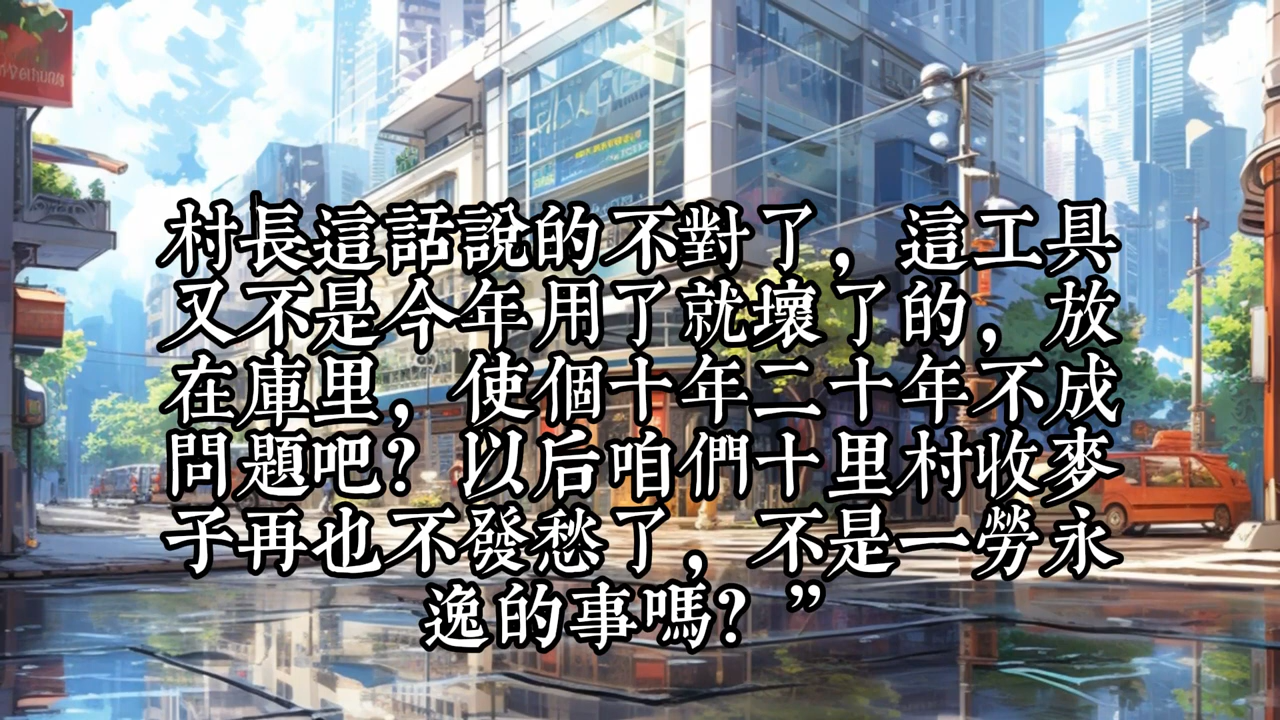 村長這話說的不對了，這工具
又不是今年用了就壞了的，放
在庫里，使個十年二十年不成
問題吧？以后咱們十里村收麥
子再也不發愁了，不是一勞永
逸的事嗎？”